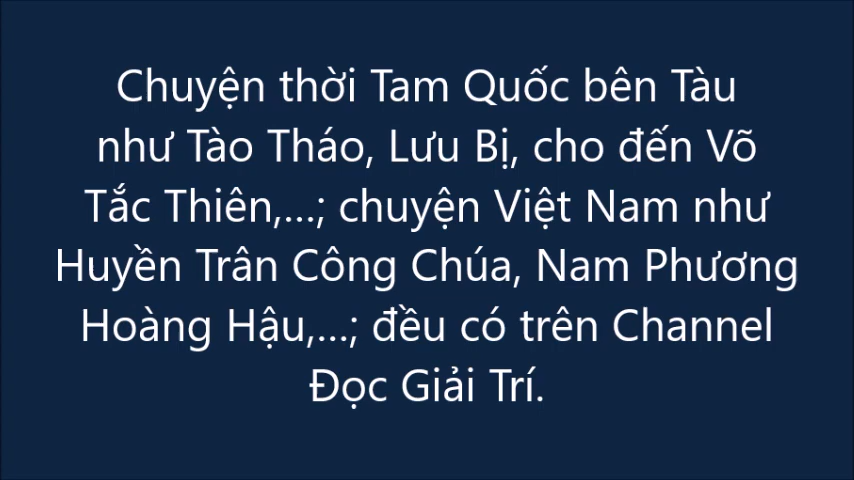 Chuyện thời Tam Quốc bên Tàu
như Tào Tháo, Lưu Bị, cho đến Võ
Tắc Thiên,...; chuyện Việt Nam như
Huyền Trân Công Chúa, Nam Phương
Hoàng Hậu,...; đều có trên Channel
Đọc Giải Trí.